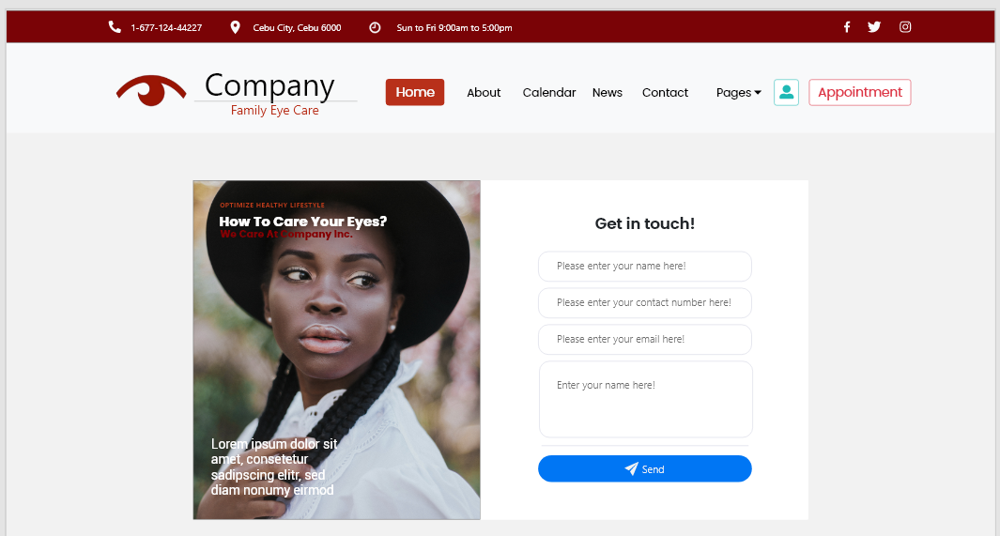 1-677-124-44227
Cebu City, Cebu 6000
Sun to Fri 9:00am to 5:00pm
Company
Family Eye Care
Home
About
Calendar
News
Contact
Pages
Appointment
OPTIMIZE HEALTHY LIFESTYLE
How To Care Your Eyes?
We Care At Company Inc.
Lorem ipsum dolor sit
amet, consetetur
sadipscing elitr, sed
diam nonumy eirmod
Get in touch!
Please enter your name here!
Please enter your contact number here!
Please enter your email here!
Enter your name here!
Send